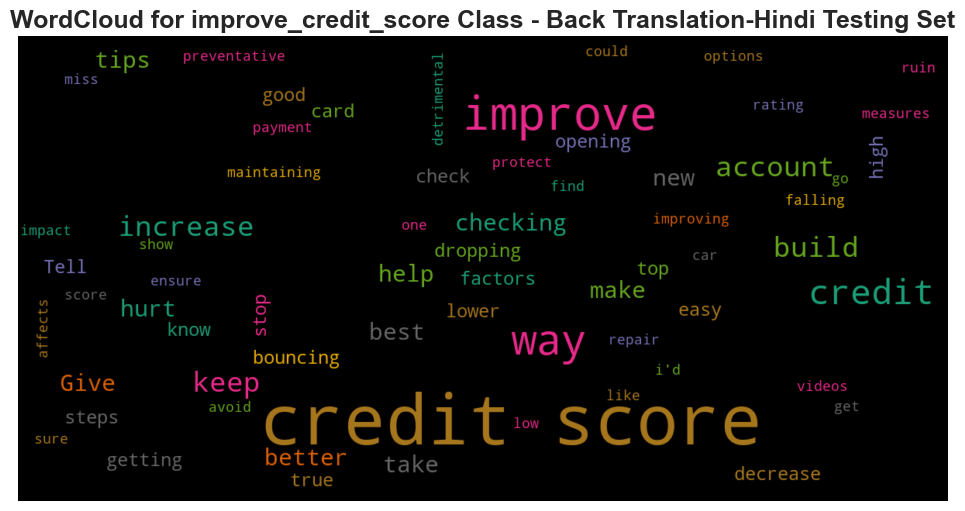 WordCloud for improve_credit_score Class - Back Translation-Hindi Testing Set
tips
preventative
could
options
ruin
miss
good
card
payment
detrimental
improve
opening
rating
measures
high
maintaining
check
protect
find
new
account
go
falling
impact
increase
show
one
checking
improving
dropping
build
Tell
ensure
help
factors
top
car
credit
score
affects
hurt
know
stop
lower
make
easy
best
way
repair
bouncing
i'd
Give
keep
videos
steps
avoid
credit score
low
like
get
sure
getting
better
true
take
decrease